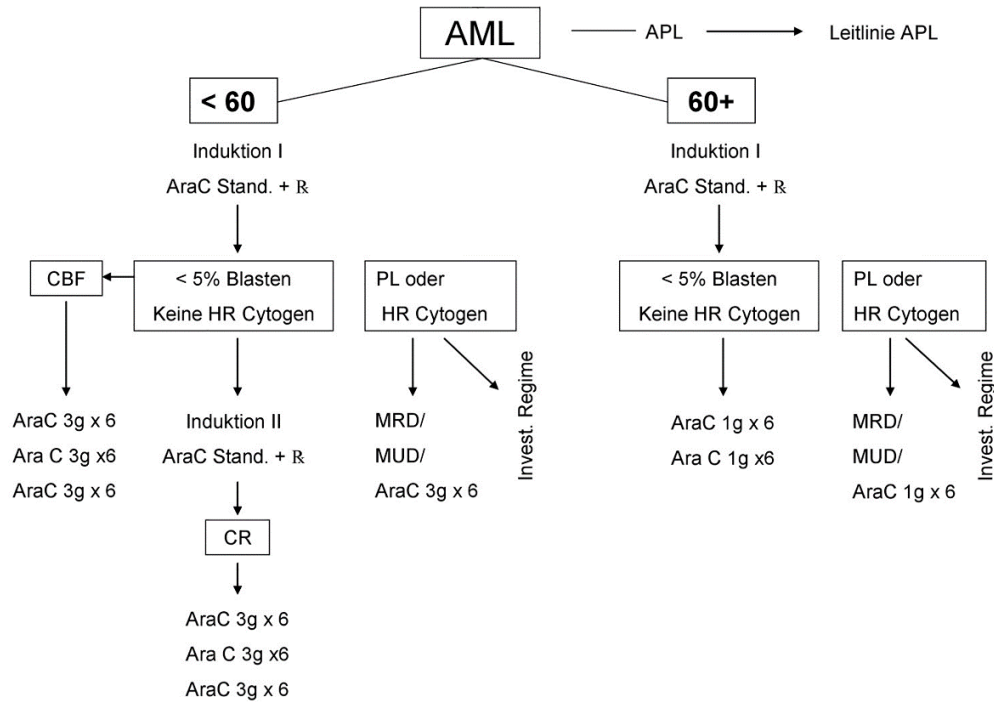 AML
APL
Leitlinie APL
< 60
60+
Induktion I
AraC Stand. + ℞
Induktion I
AraC Stand. + ℞
CBF
< 5% Blasten
Keine HR Cytogen
PL oder
HR Cytogen
< 5% Blasten
Keine HR Cytogen
PL oder
HR Cytogen
AraC 3g x 6
Ara C 3g x6
AraC 3g x 6
Induktion II
AraC Stand. + ℞
MRD/
MUD/
AraC 3g x 6
Invest. Regime
AraC 1g x 6
Ara C 1g x6
MRD/
MUD/
AraC 1g x 6
Invest. Regime
CR
AraC 3g x 6
Ara C 3g x6
AraC 3g x 6